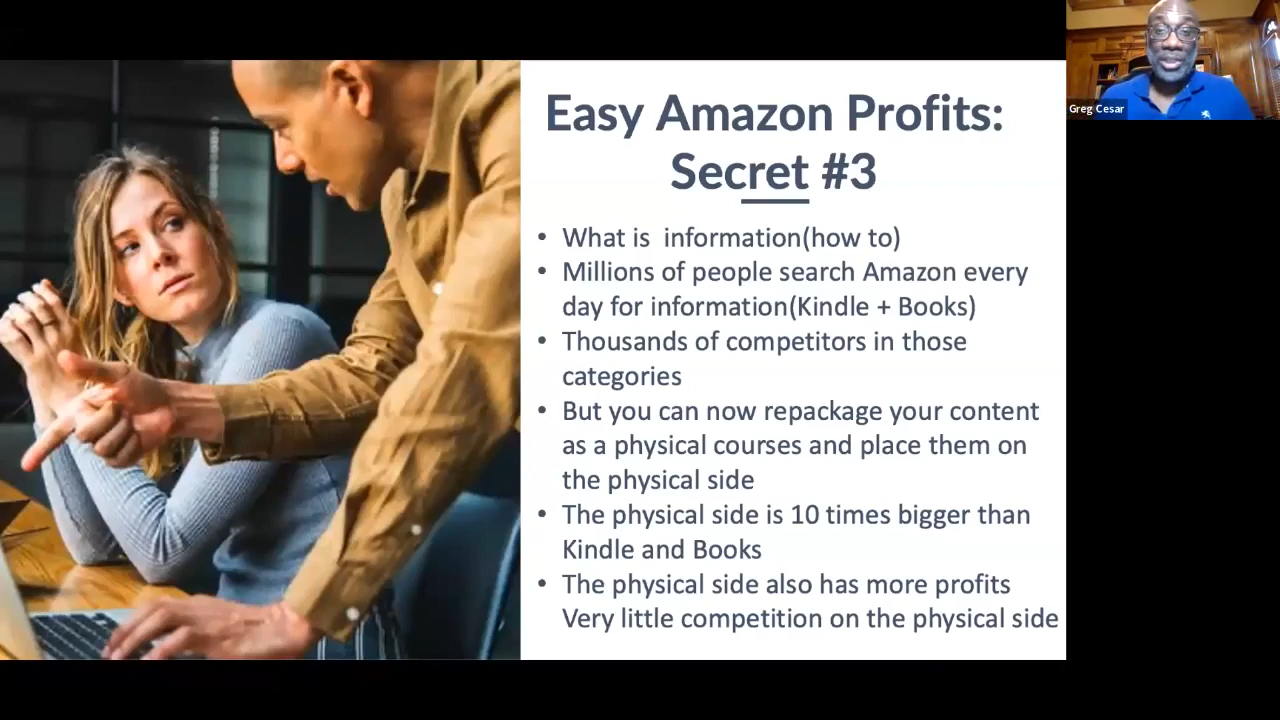 Greg Cesar
Easy Amazon Profits:
Secret #3
• What is  information(how to)
• Millions of people search Amazon every
day for information(Kindle + Books)
• Thousands of competitors in those
categories
• But you can now repackage your content
as a physical courses and place them on
the physical side
• The physical side is 10 times bigger than
Kindle and Books
• The physical side also has more profits
Very little competition on the physical side